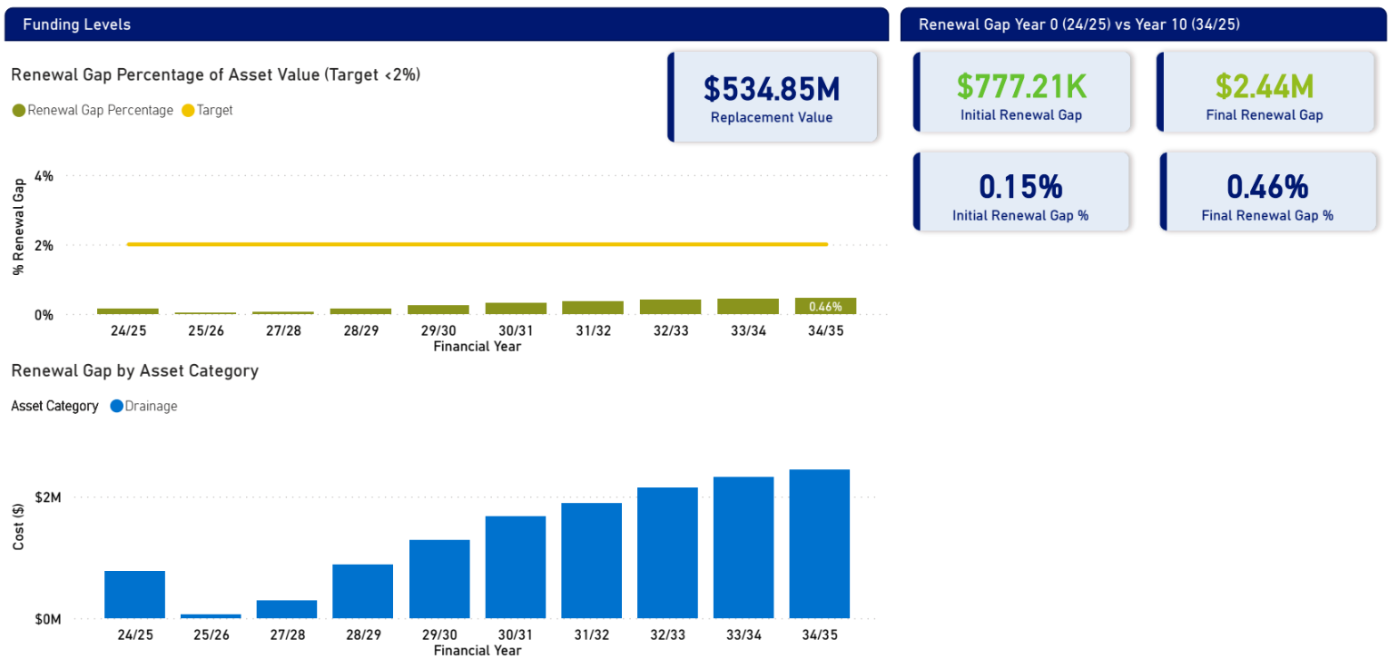 Funding Levels
Renewal Gap Percentage of Asset Value (Target <2%)
Renewal Gap Percentage Target
$534.85M
Replacement Value
% Renewal Gap
4%
2%
0%
0.46%
24/25 25/26 27/28 28/29 29/30 30/31 31/32 32/33 33/34 34/35
Financial Year
Renewal Gap by Asset Category
Asset Category Drainage
Cost ($)
$2M
$0M
24/25 25/26 27/28 28/29 29/30 30/31 31/32 32/33 33/34 34/35
Financial Year
Renewal Gap Year 0 (24/25) vs Year 10 (34/25)
$777.21K
Initial Renewal Gap
$2.44M
Final Renewal Gap
0.15%
Initial Renewal Gap %
0.46%
Final Renewal Gap %